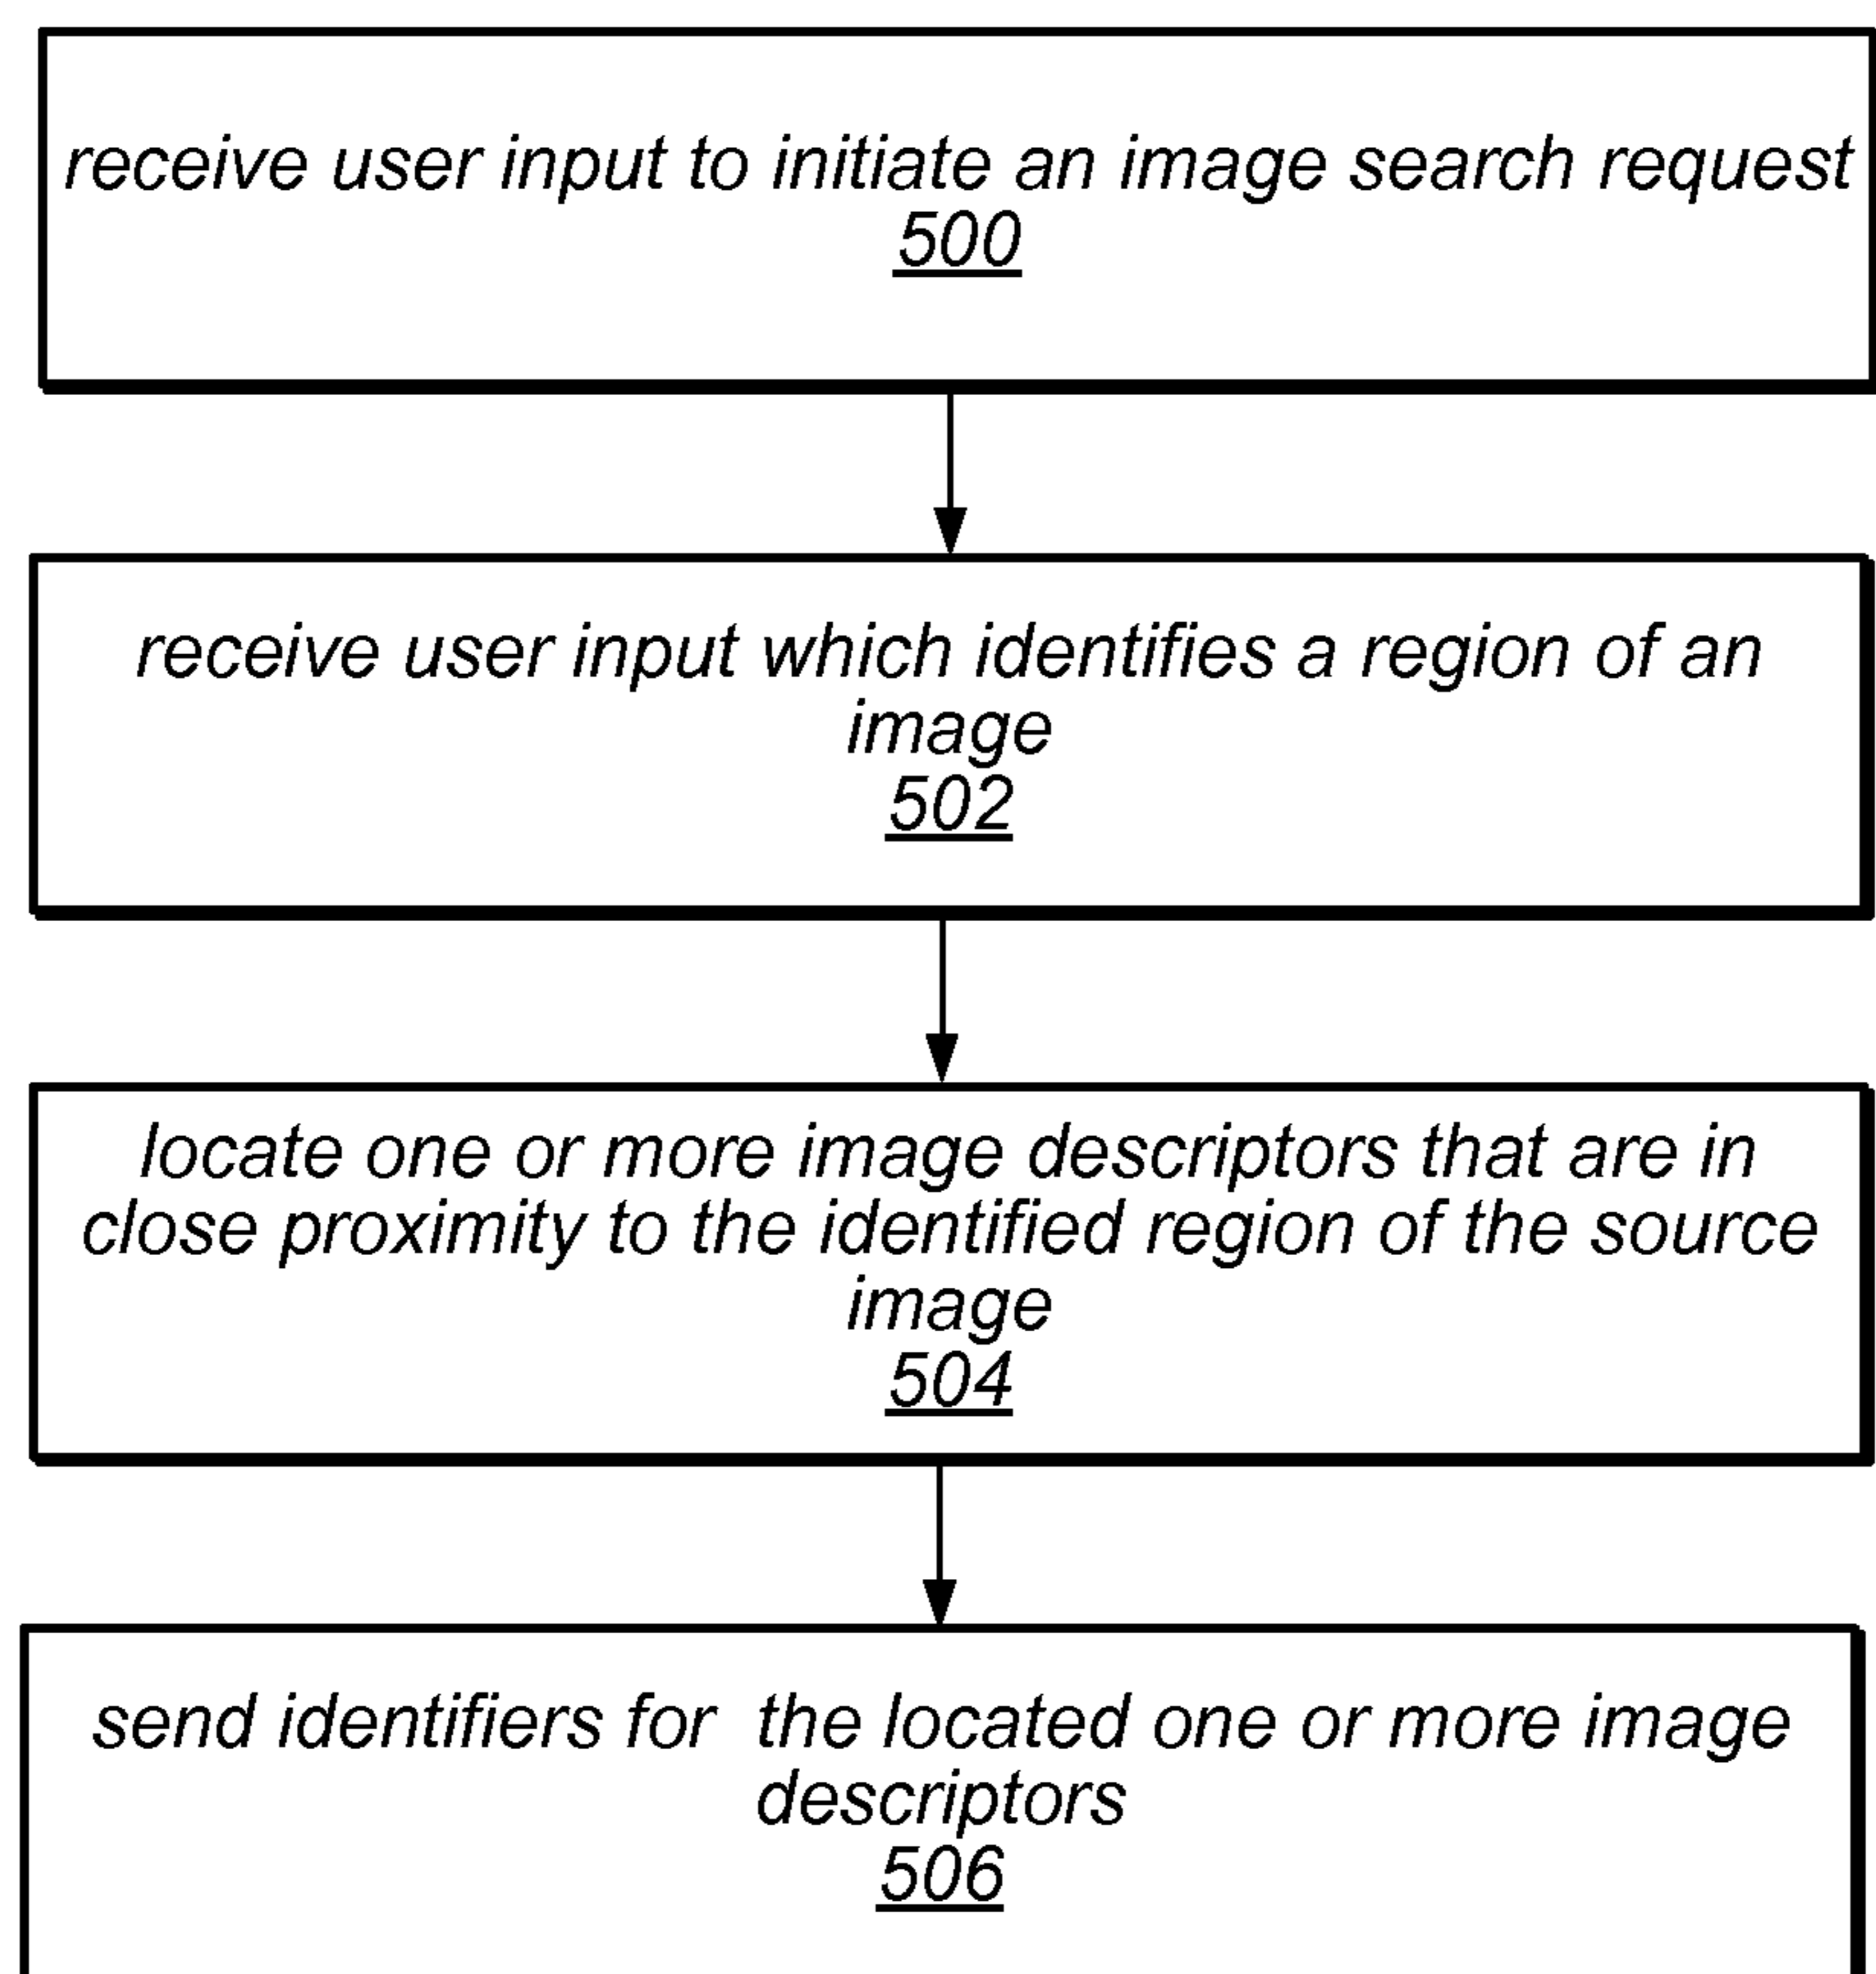 receive user input to initiate an image search request
500
receive user input which identifies a region of an
image
502
locate one or more image descriptors that are in
close proximity to the identified region of the source
image
504
send identifiers for the located one or more image
descriptors
506